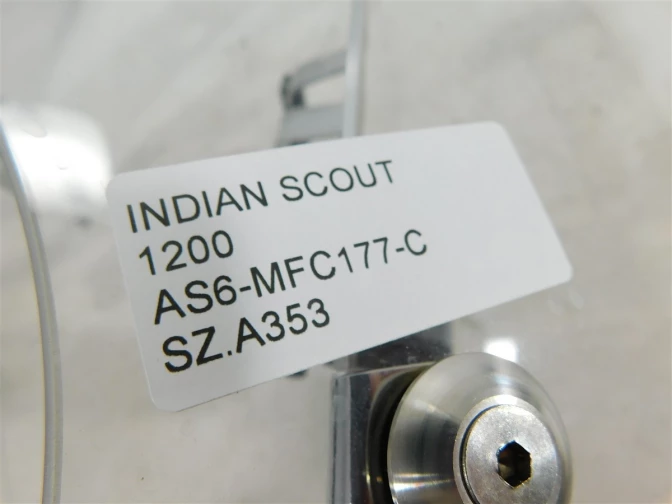 INDIAN SCOUT
1200
AS6-MFC177-C
SZ.A353